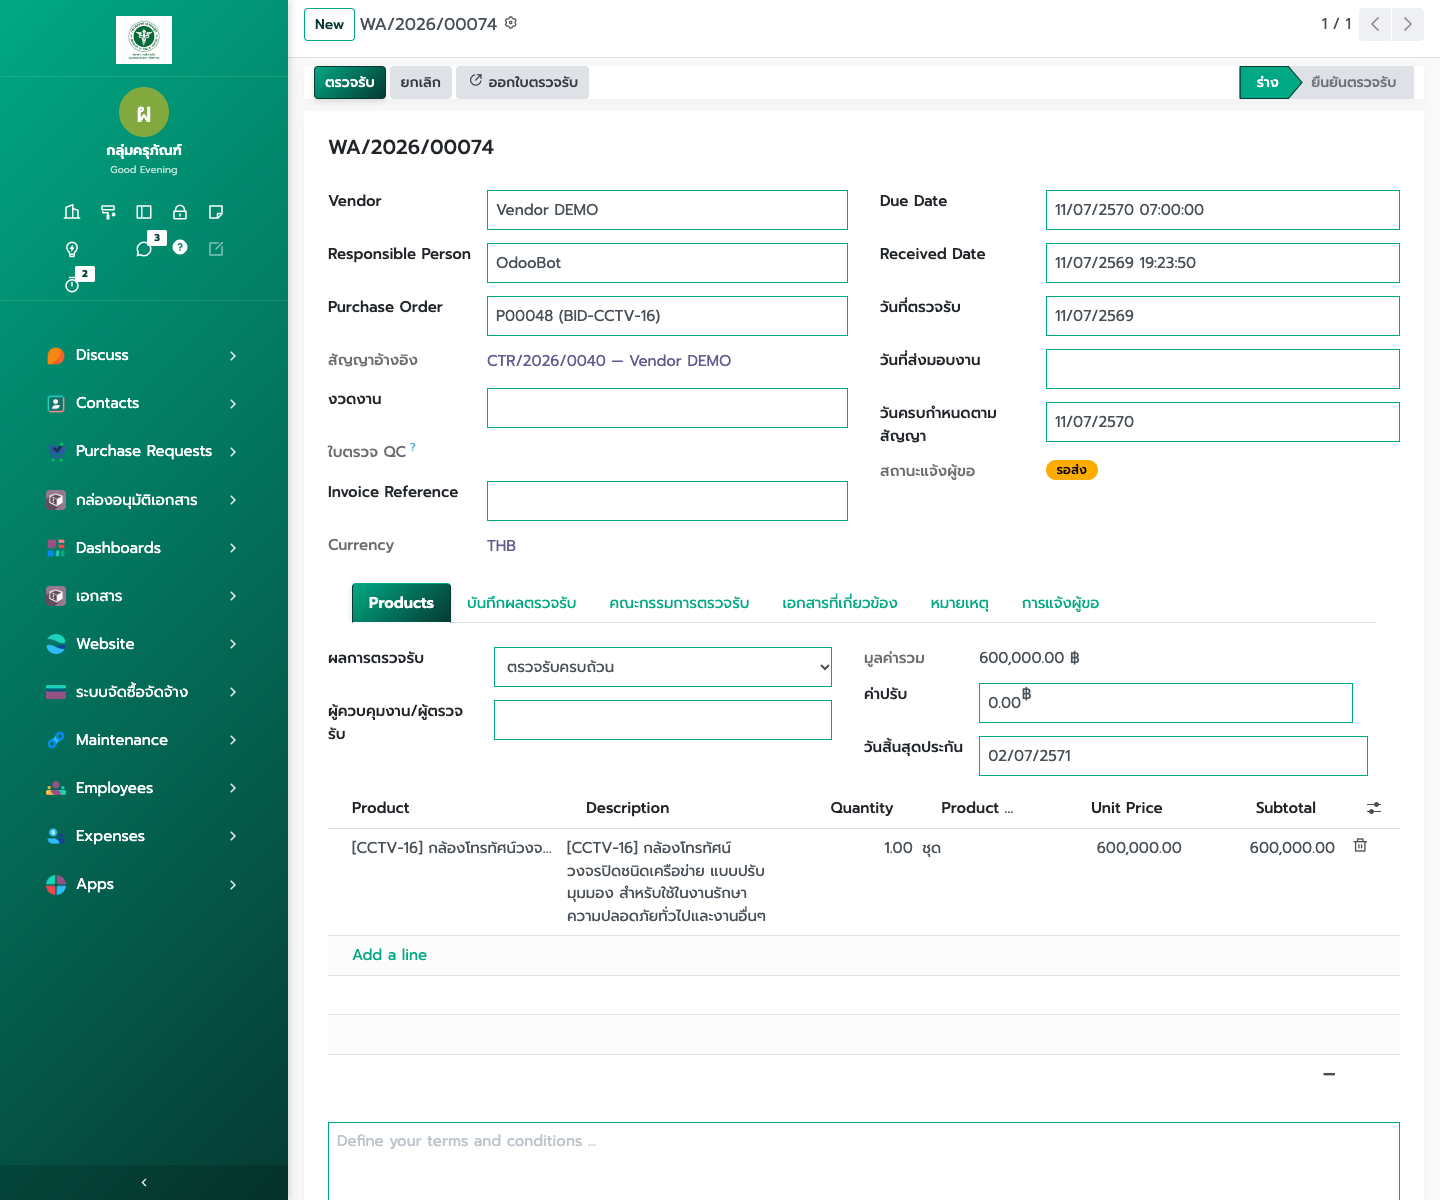 New WA/2026/00074
1 / 1
ตรวจรับ ยกเลิก ออกใบตรวจรับ
ร่าง ยืนยันตรวจรับ
ผ
กลุ่มครุภัณฑ์
Good Evening
3
?
2
Discuss
Contacts
Purchase Requests
กล่องอนุมัติเอกสาร
Dashboards
เอกสาร
Website
ระบบจัดซื้อจัดจ้าง
Maintenance
Employees
Expenses
Apps
WA/2026/00074
Vendor Vendor DEMO
Responsible Person OdooBot
Purchase Order P00048 (BID-CCTV-16)
สัญญาอ้างอิง CTR/2026/0040 — Vendor DEMO
งวดงาน
ใบตรวจ QC ?
Invoice Reference
Currency THB
Due Date 11/07/2570 07:00:00
Received Date 11/07/2569 19:23:50
วันที่ตรวจรับ 11/07/2569
วันที่ส่งมอบงาน
วันครบกำหนดตาม
สัญญา
11/07/2570
สถานะแจ้งผู้ขอ รอส่ง
Products บันทึกผลตรวจรับ คณะกรรมการตรวจรับ เอกสารที่เกี่ยวข้อง หมายเหตุ การแจ้งผู้ขอ
ผลการตรวจรับ ตรวจรับครบถ้วน
ผู้ควบคุมงาน/ผู้ตรวจ
รับ
มูลค่ารวม 600,000.00 ฿
ค่าปรับ 0.00฿
วันสิ้นสุดประกัน 02/07/2571
Product Description Quantity Product ... Unit Price Subtotal
[CCTV-16] กล้องโทรทัศน์วงจ... [CCTV-16] กล้องโทรทัศน์ 1.00 ชุด 600,000.00 600,000.00
วงจรปิดชนิดเครือข่าย แบบปรับ
มุมมอง สำหรับใช้ในงานรักษา
ความปลอดภัยทั่วไปและงานอื่นๆ
Add a line
Define your terms and conditions ...